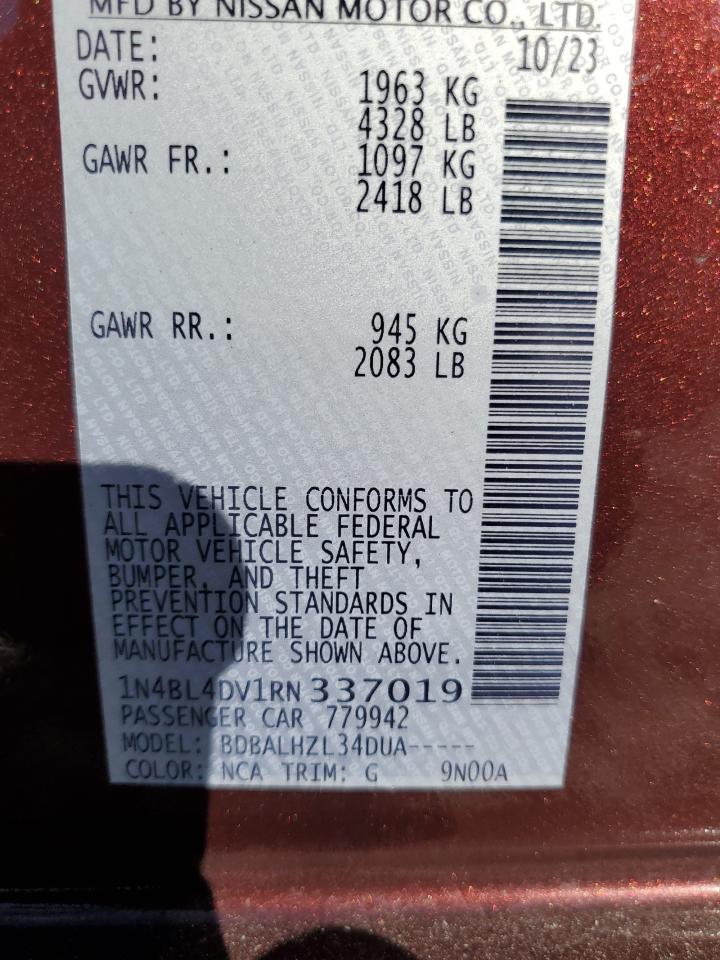 MFD BY NISSAN MOTOR CO., LTD.
DATE: 10/23
GVWR: 1963 KG
4328 LB
GAWR FR.: 1097 KG
2418 LB
GAWR RR.: 945 KG
2083 LB
THIS VEHICLE CONFORMS TO
ALL APPLICABLE FEDERAL
MOTOR VEHICLE SAFETY,
BUMPER, AND THEFT
PREVENTION STANDARDS IN
EFFECT ON THE DATE OF
MANUFACTURE SHOWN ABOVE.
1N4BL4DV1RN337019
PASSENGER CAR 779942
MODEL: BDBALHZL34DUA-----
COLOR: NCA TRIM: G 9N00A